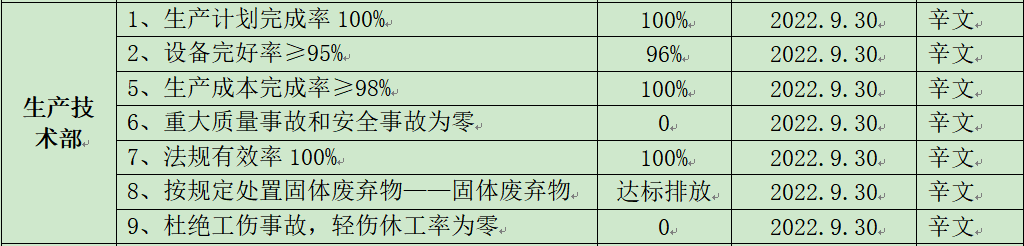 生产技术部
1、生产计划完成率 100% 100% 2022.9.30 辛文
2、设备完好率≥95% 96% 2022.9.30 辛文
5、生产成本完成率≥98% 100% 2022.9.30 辛文
6、重大质量事故和安全事故为零 0 2022.9.30 辛文
7、法规有效率 100% 100% 2022.9.30 辛文
8、按规定处置固体废弃物——固体废弃物 达标排放 2022.9.30 辛文
9、杜绝工伤事故，轻伤休工率为零 0 2022.9.30 辛文